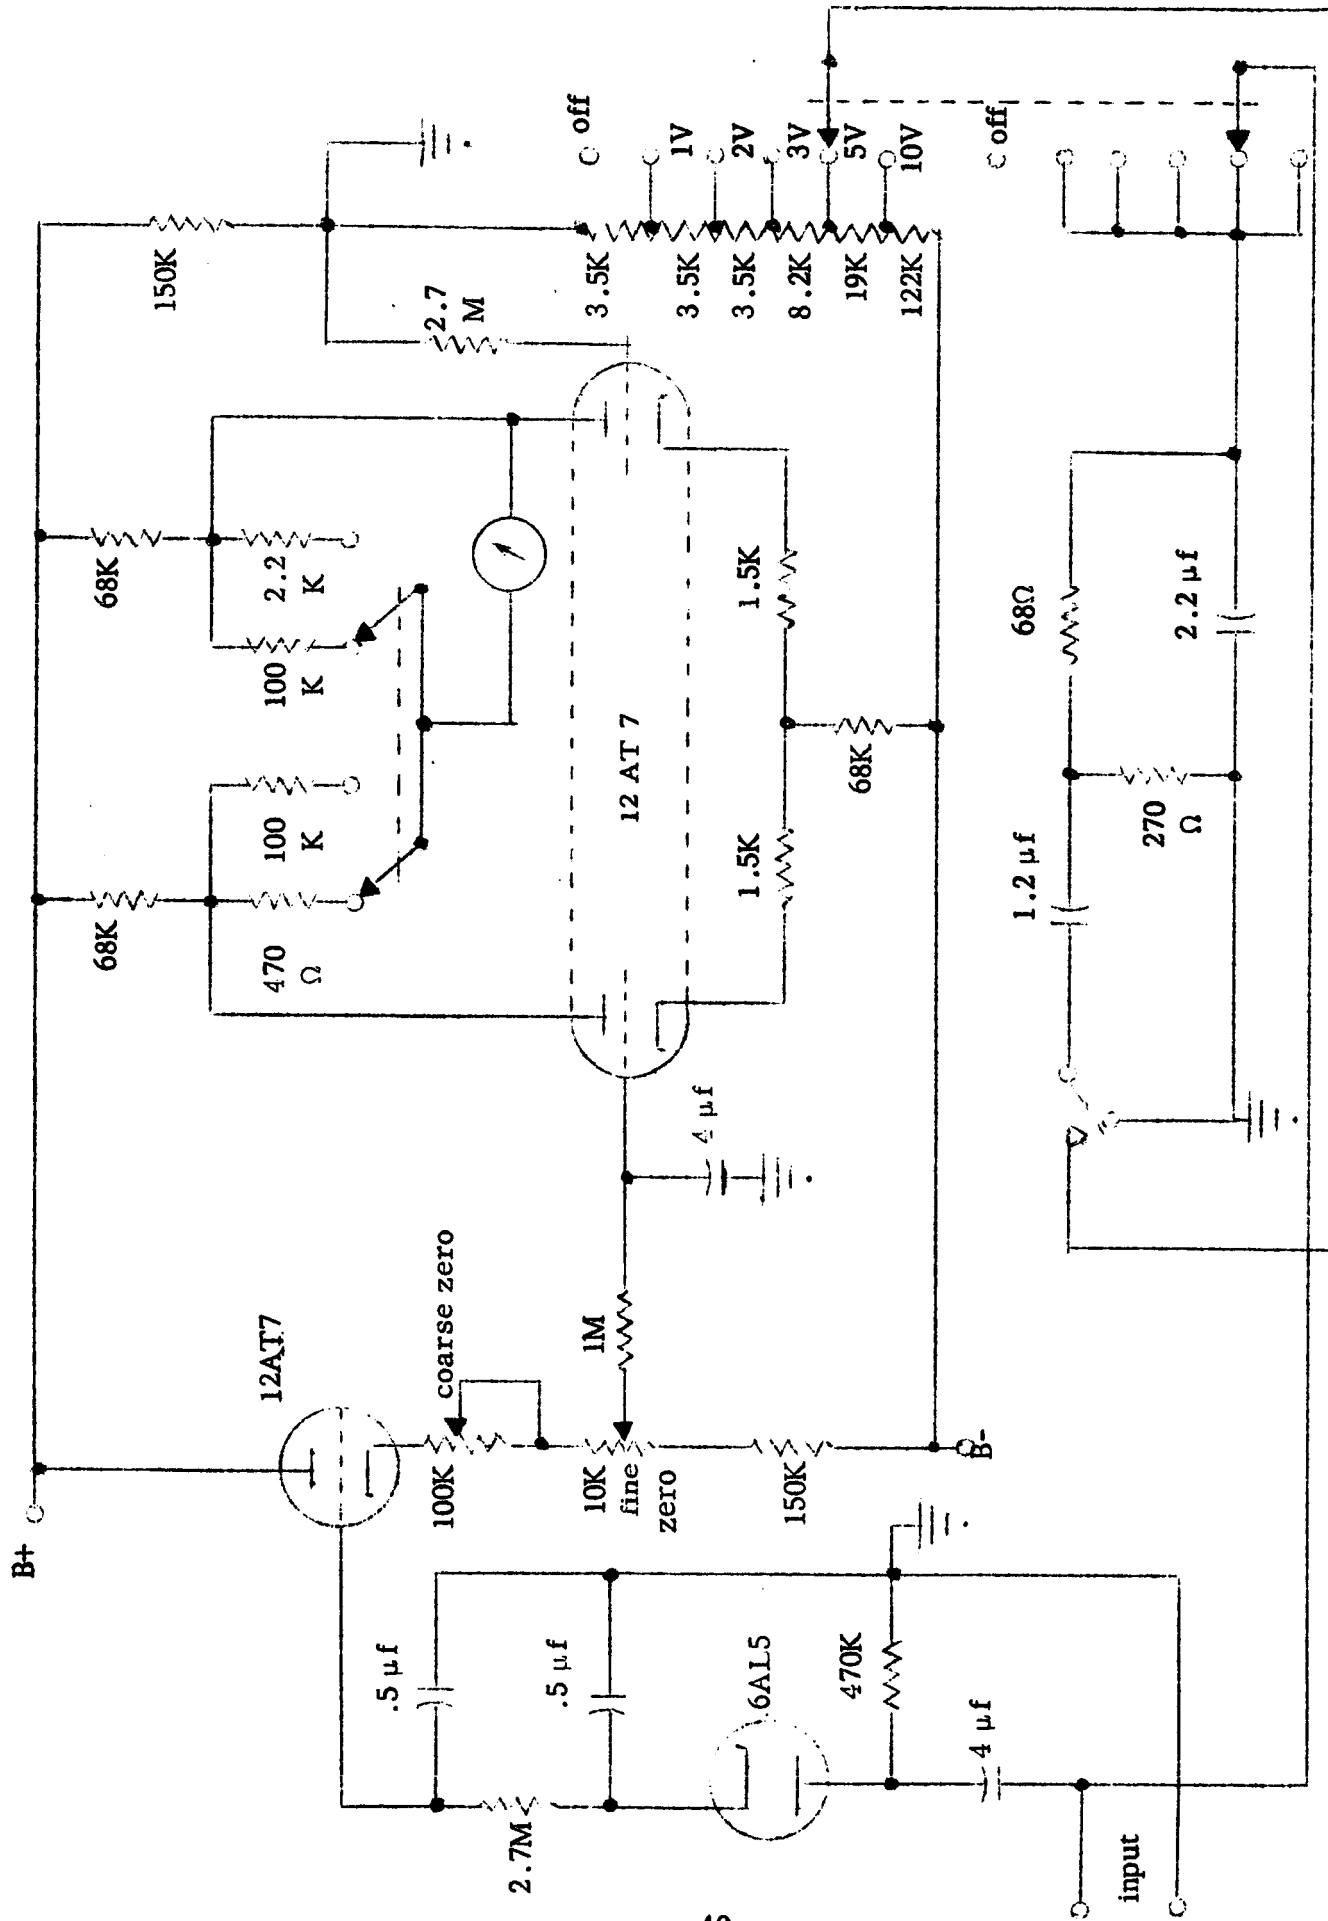 B+
12AT7
coarse zero
100K
10K
fine
zero
150K
B-
1M
4 µf
.5 µf
.5 µf
2.7M
6AL5
470K
4 µf
input
68K
470
Ω
100
K
100
K
2.2
K
68K
12 AT 7
1.5K
1.5K
68K
150K
2.7
M
off
3.5K
1V
3.5K
2V
3.5K
3V
8.2K
5V
19K
10V
122K
off
68Ω
2.2 µf
270
Ω
1.2 µf